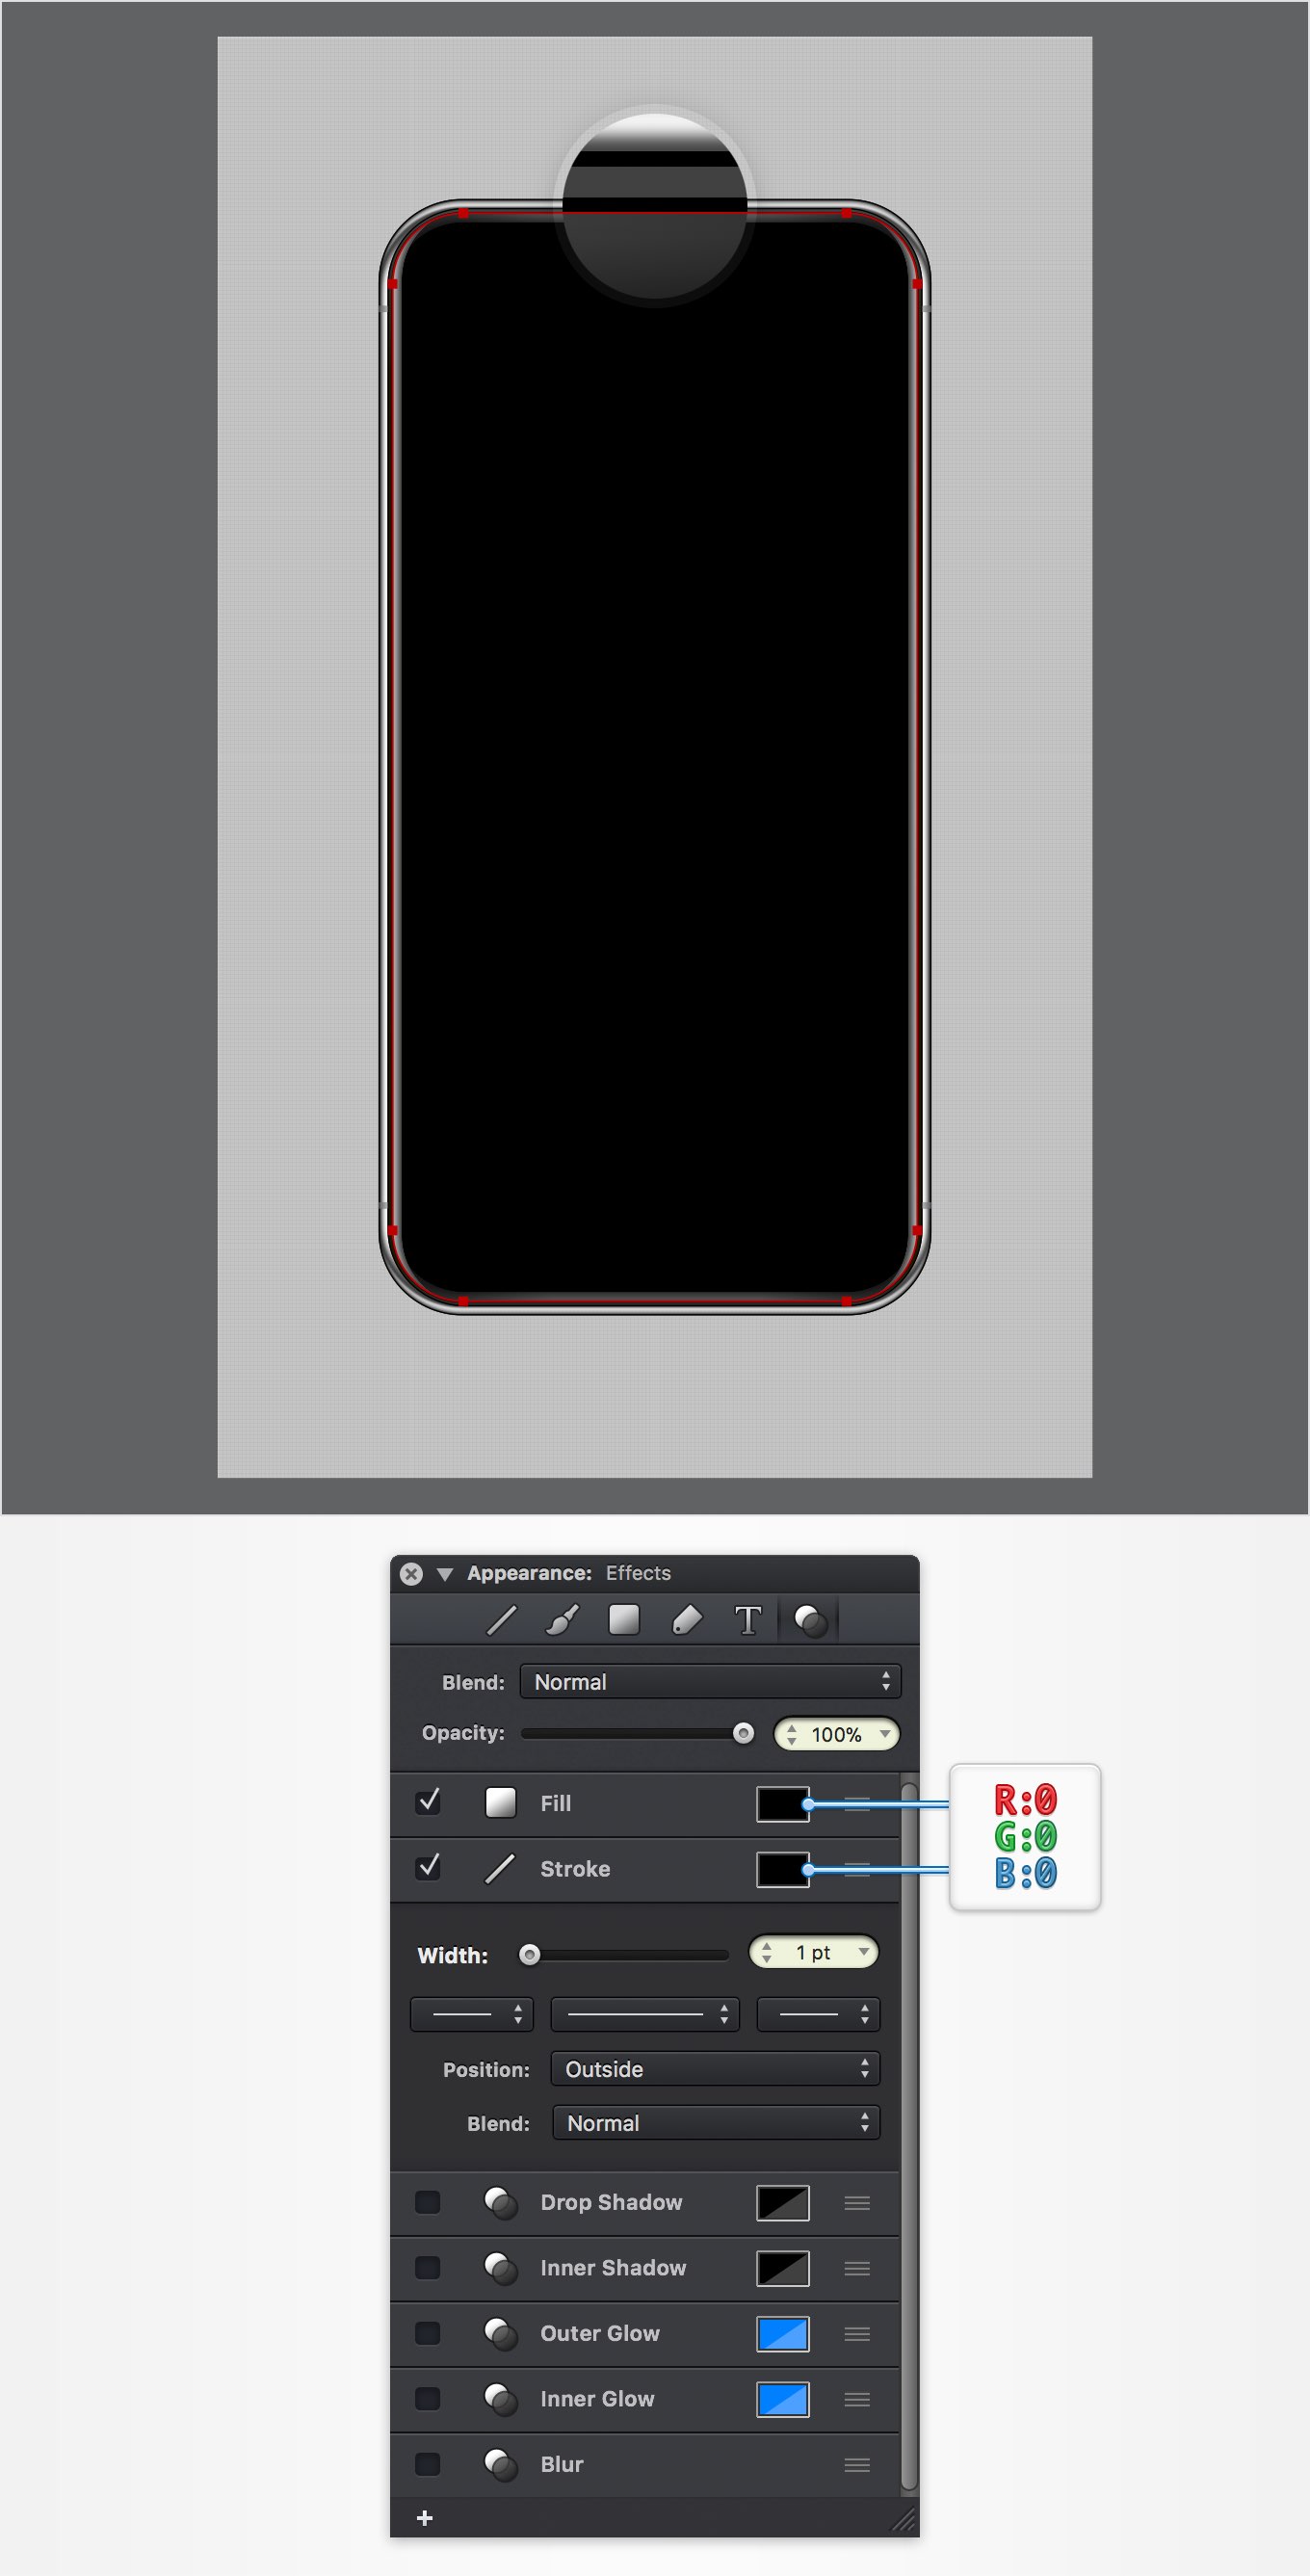 Appearance: Effects
T
Blend: Normal
Opacity: 100%
Fill
Stroke
R:0
G:0
B:0
Width: 1 pt
Position: Outside
Blend: Normal
Drop Shadow
Inner Shadow
Outer Glow
Inner Glow
Blur
+